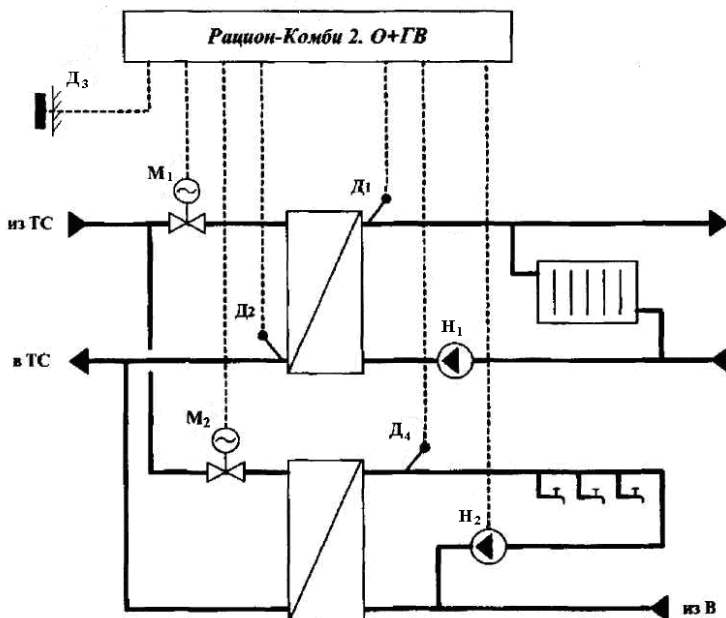 Рацион-Комби 2. О+ГВ
Д3
М1
Д1
из ТС
Д2
Н1
в ТС
М2
Д4
Н2
из В